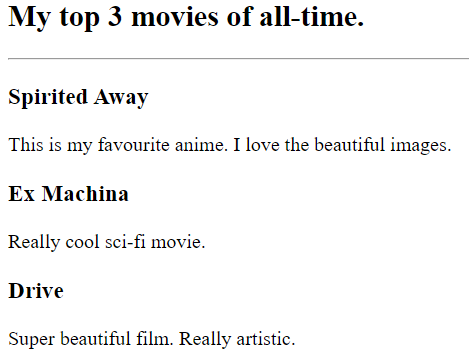 My top 3 movies of all-time.
Spirited Away
This is my favourite anime. I love the beautiful images.
Ex Machina
Really cool sci-fi movie.
Drive
Super beautiful film. Really artistic.